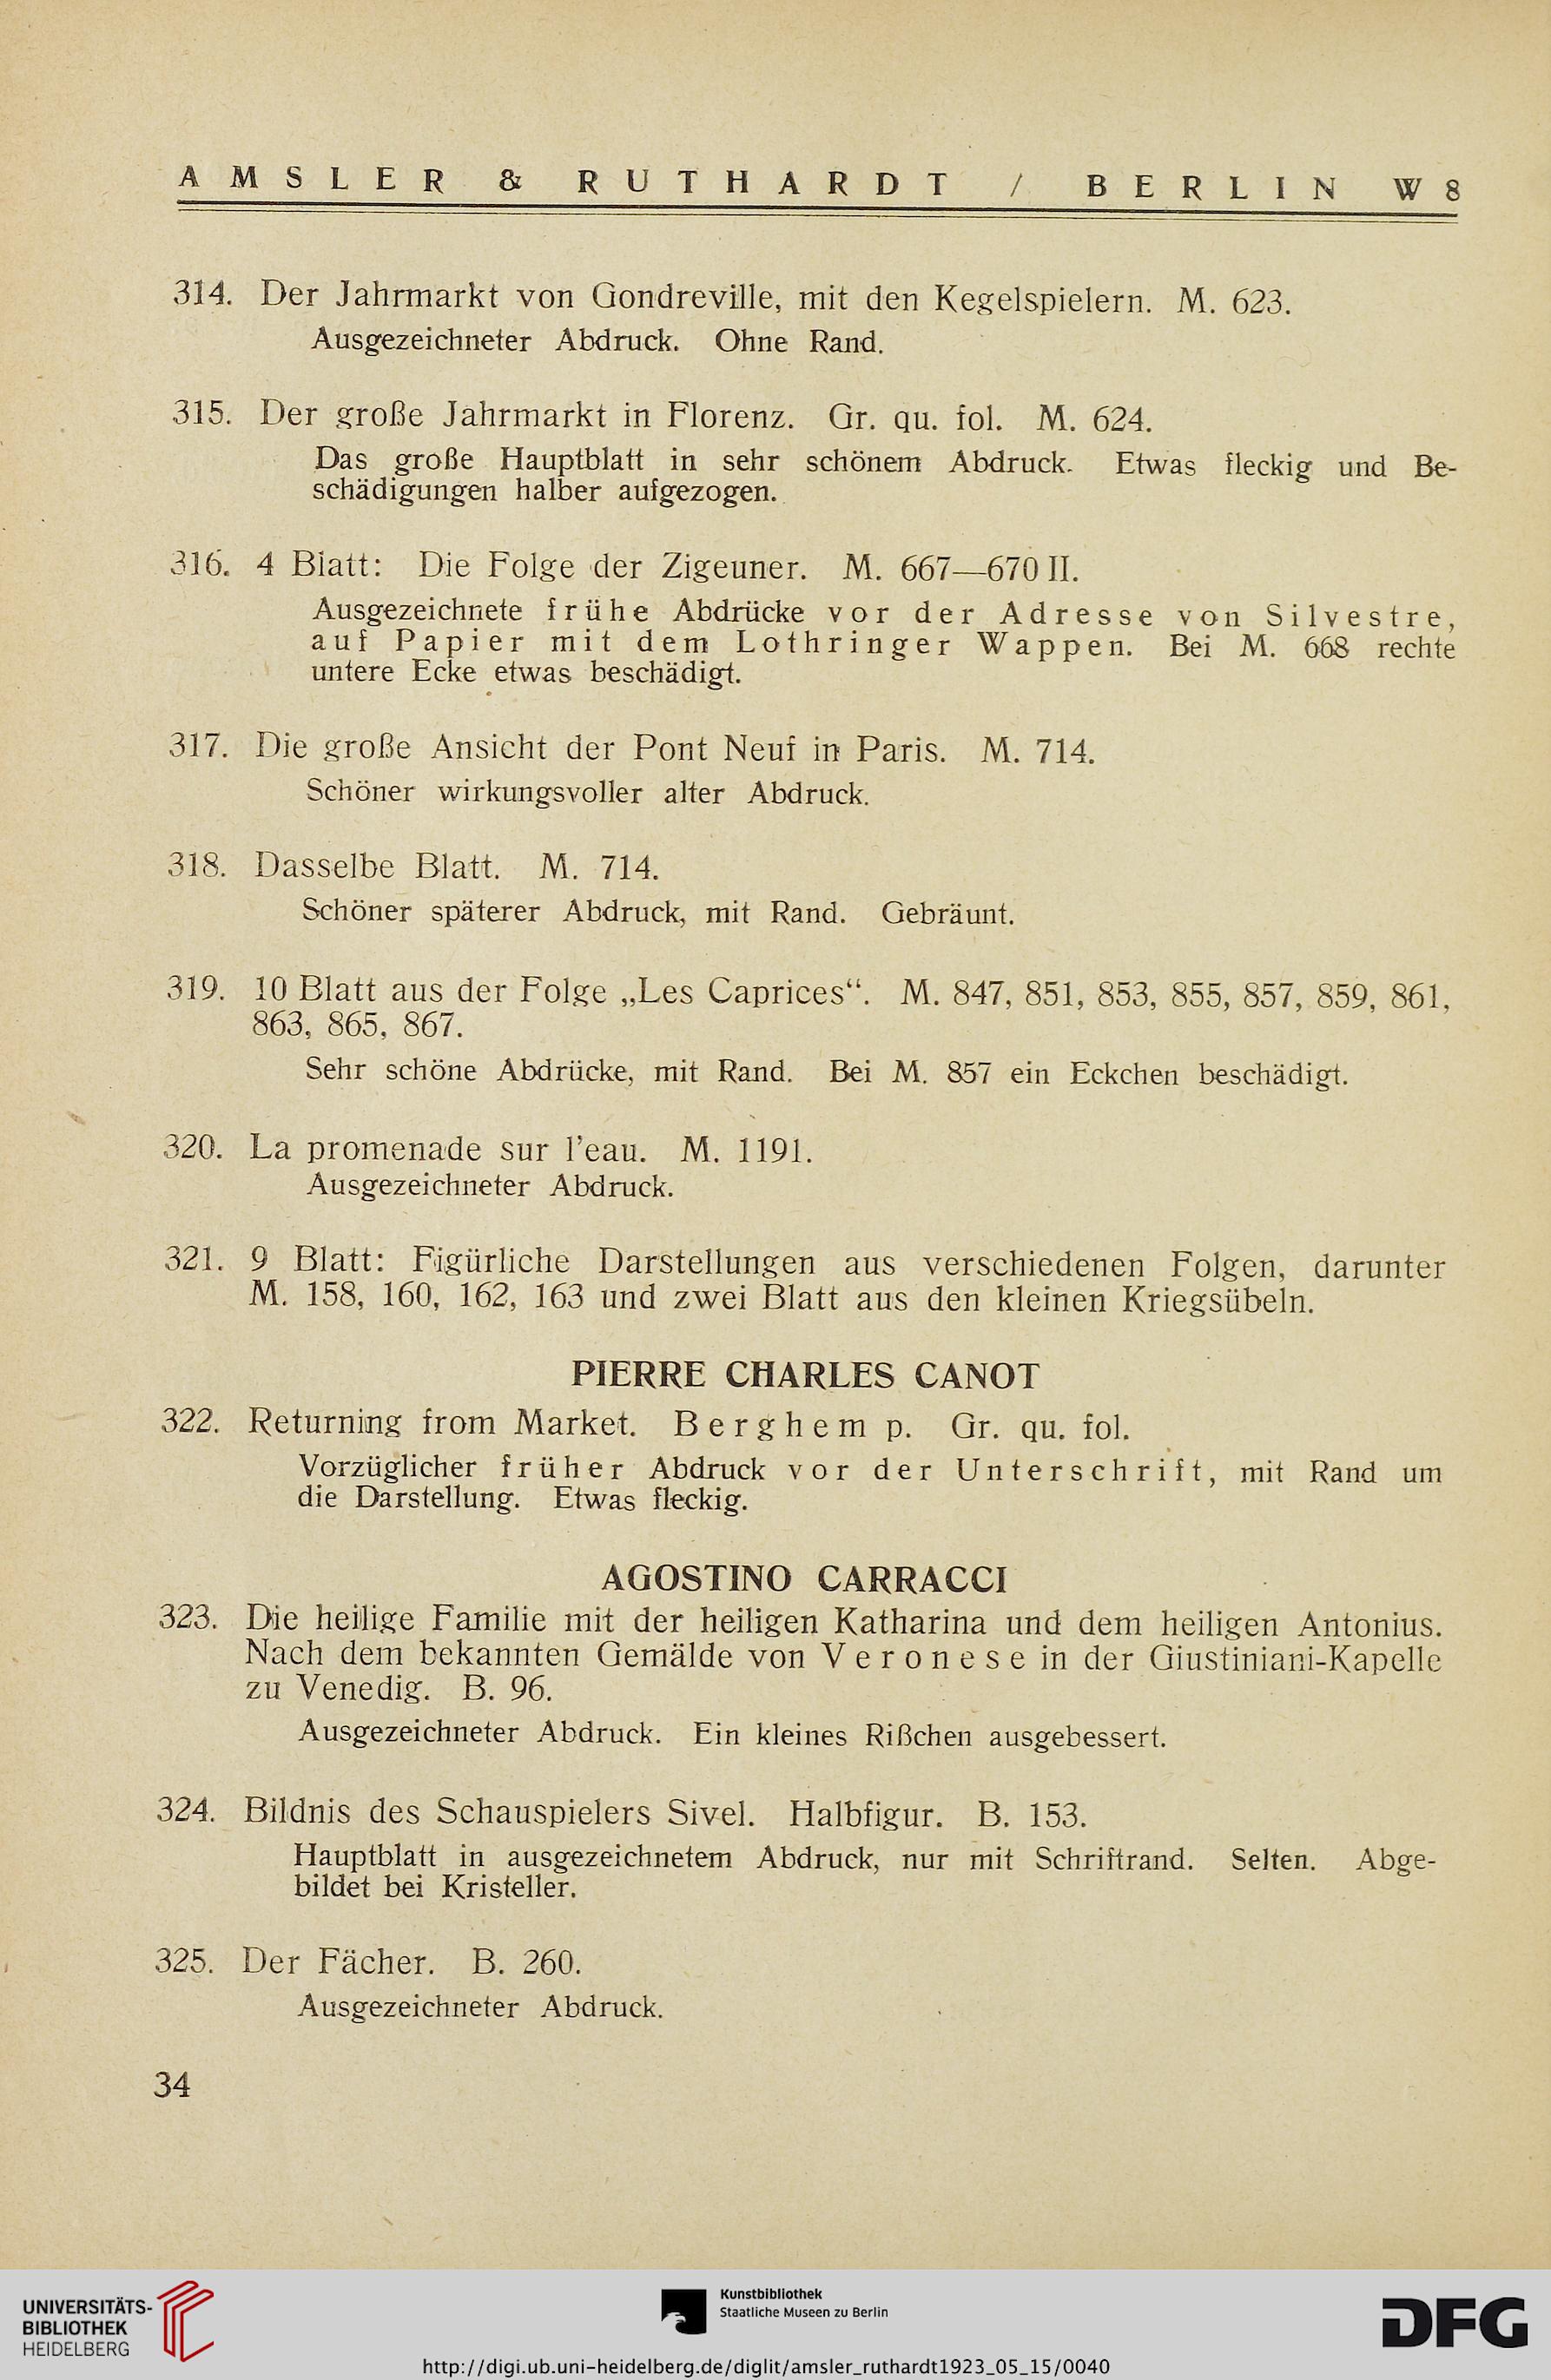 AMSLER & RUTHARDT / BERLIN W 8
314. Der Jahrmarkt von Gondreville, mit den Kegelspielern. M. 623.
Ausgezeichneter Abdruck. Ohne Rand.
315. Der große Jahrmarkt in Florenz. Gr. qu. fol. M. 624.
Das große Hauptblatt in sehr schönem Abdruck. Etwas fleckig und Be-
schädigungen halber aufgezogen.
316. 4 Blatt: Die Folge der Zigeuner. M. 667—670 II.
Ausgezeichnete frühe Abdrücke vor der Adresse von Silvestre,
auf Papier mit dem Lothringer Wappen. Bei M. 668 rechte
untere Ecke etwas beschädigt.
317. Die große Ansicht der Pont Neuf in Paris. M. 714.
Schöner wirkungsvoller alter Abdruck.
318. Dasselbe Blatt. M. 714.
Schöner späterer Abdruck, mit Rand. Gebräunt.
319. 10 Blatt aus der Folge „Les Caprices“. M. 847, 851, 853, 855, 857, 859, 861,
863, 865, 867.
Sehr schöne Abdrücke, mit Rand. Bei M. 857 ein Eckchen beschädigt.
320. La promenade sur l’eau. M. 1191.
Ausgezeichneter Abdruck.
321. 9 Blatt: Figürliche Darstellungen aus verschiedenen Folgen, darunter
M. 158, 160, 162, 163 und zwei Blatt aus den kleinen Kriegsübeln.
PIERRE CHARLES CANOT
322. Returning from Market. Berghem p. Gr. qu. fol.
Vorzüglicher früher Abdruck vor der Unterschrift, mit Rand um
die Darstellung. Etwas fleckig.
AGOSTINO CARRACCI
323. Die heilige Familie mit der heiligen Katharina und dem heiligen Antonius.
Nach dem bekannten Gemälde von Veronese in der Giustiniani-Kapelle
zu Venedig. B. 96.
Ausgezeichneter Abdruck. Ein kleines Rißchen ausgebessert.
324. Bildnis des Schauspielers Sivel. Halbfigur. B. 153.
Hauptblatt in ausgezeichnetem Abdruck, nur mit Schriftrand. Selten. Abge-
bildet bei Kristeller.
325. Der Fächer. B. 260.
Ausgezeichneter Abdruck.
34
UNIVERSITÄTS-
BIBLIOTHEK
HEIDELBERG
Kunstbibliothek
Staatliche Museen zu Berlin
DFG
http://digi.ub.uni-heidelberg.de/diglit/amsler_ruthardt1923_05_15/0040